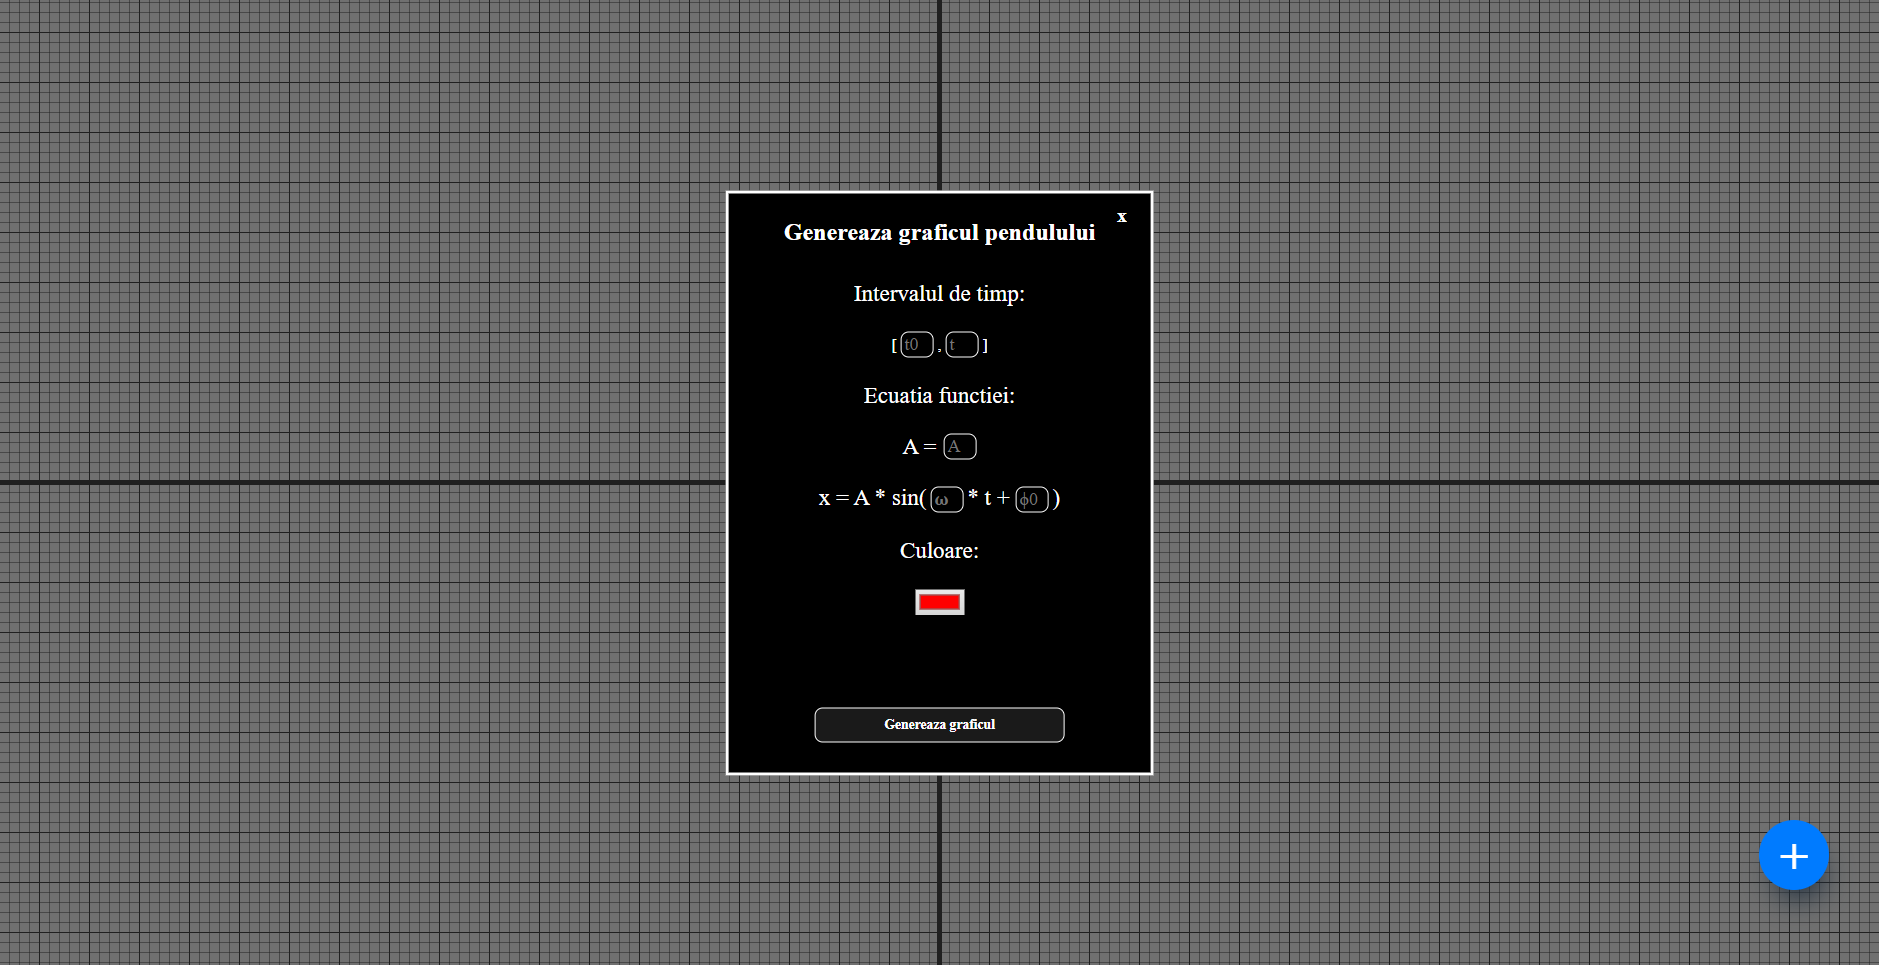 x
Genereaza graficul pendulului
Intervalul de timp:
[ t0 , t ]
Ecuatia functiei:
A = A
x = A * sin( ω * t + ϕ0 )
Culoare:
Genereaza graficul
+